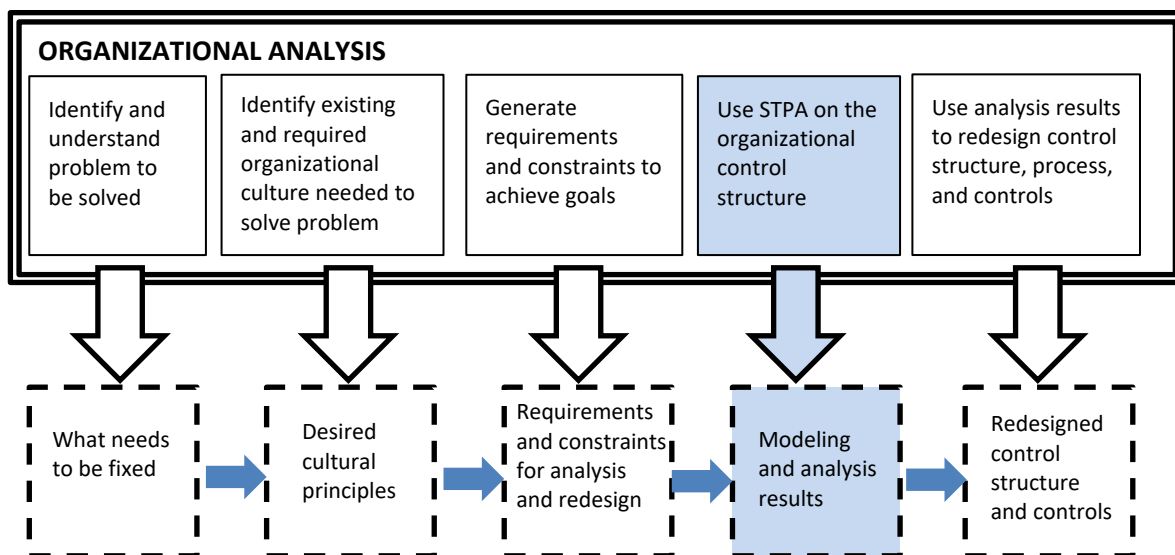 ORGANIZATIONAL ANALYSIS
Identify and
understand
problem to
be solved
Identify existing
and required
organizational
culture needed to
solve problem
Generate
requirements
and constraints to
achieve goals
Use STPA on the
organizational
control
structure
Use analysis results
to redesign control
structure, process,
and controls
What needs
to be fixed
Desired
cultural
principles
Requirements
and constraints
for analysis
and redesign
Modeling
and analysis
results
Redesigned
control
structure
and controls